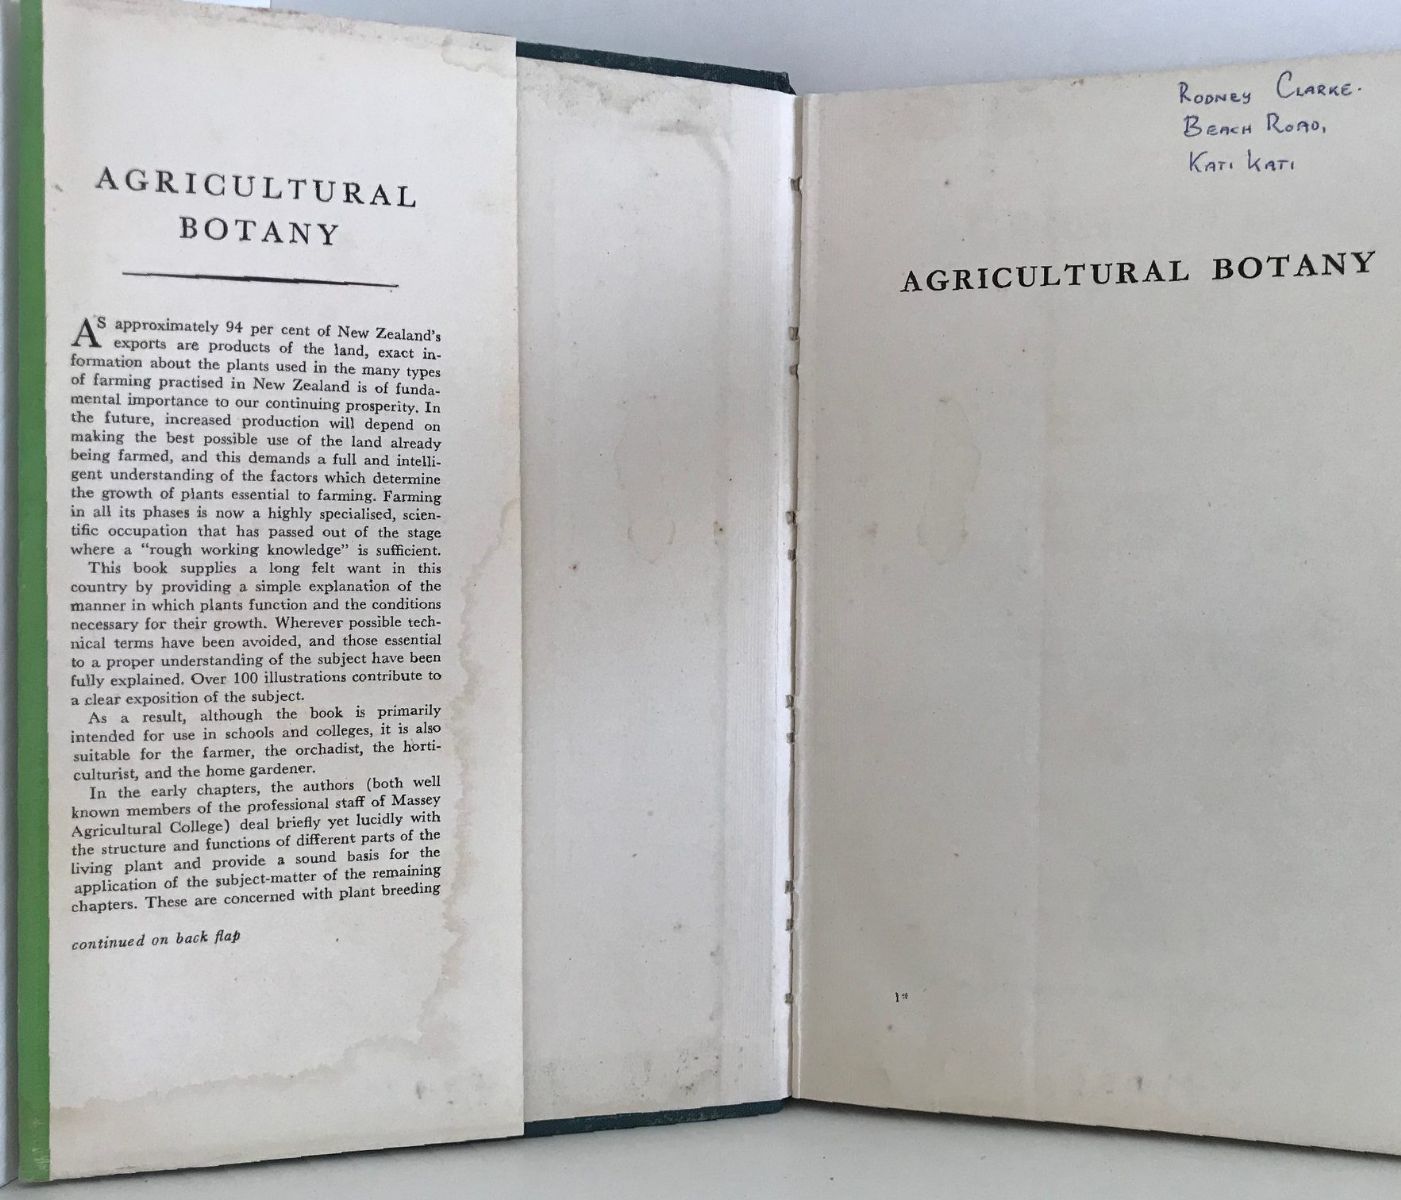 AGRICULTURAL
BOTANY
AS approximately 94 per cent of New Zealand's
exports are products of the land, exact in-
formation about the plants used in the many types
of farming practised in New Zealand is of funda-
mental importance to our continuing prosperity. In
the future, increased production will depend on
making the best possible use of the land already
being farmed, and this demands a full and intelli-
gent understanding of the factors which determine
the growth of plants essential to farming. Farming
in all its phases is now a highly specialised, scien-
tific occupation that has passed out of the stage
where a “rough working knowledge” is sufficient.
This book supplies a long felt want in this
country by providing a simple explanation of the
manner in which plants function and the conditions
necessary for their growth. Wherever possible tech-
nical terms have been avoided, and those essential
to a proper understanding of the subject have been
fully explained. Over 100 illustrations contribute to
a clear exposition of the subject.
As a result, although the book is primarily
intended for use in schools and colleges, it is also
suitable for the farmer, the orchadist, the horti-
culturist, and the home gardener.
In the early chapters, the authors (both well
known members of the professional staff of Massey
Agricultural College) deal briefly yet lucidly with
the structure and functions of different parts of the
living plant and provide a sound basis for the
application of the subject-matter of the remaining
chapters. These are concerned with plant breeding
continued on back flap
RODNEY CLARKE.
BEACH ROAD,
KATI KATI
AGRICULTURAL BOTANY
1*